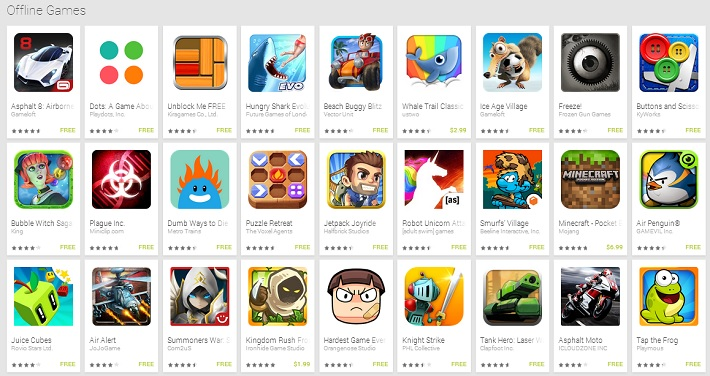 Offline Games
8
EVO
Asphalt 8: Airborne
Dots: A Game Abou
Unblock Me FREE
Hungry Shark Evolu
Beach Buggy Blitz
Whale Trail Classic
Ice Age Village
Freeze!
Buttons and Scisso
Gameloft
Playdots, Inc.
Kiragames Co., Ltd.
Future Games of Londo
Vector Unit
ustwo
Gameloft
Frozen Gun Games
KyWorks
FREE
FREE
FREE
FREE
FREE
$2.99
FREE
FREE
FREE
[as]
MINECRAFT
Bubble Witch Saga
Plague Inc.
Dumb Ways to Die
Puzzle Retreat
Jetpack Joyride
Robot Unicorn Atta
Smurfs' Village
Minecraft - Pocket E
Air Penguin®
King
Miniclip.com
Metro Trains
The Voxel Agents
Halfbrick Studios
[adult swim] games
Beeline Interactive, Inc.
Mojang
GAMEVIL Inc.
FREE
FREE
FREE
FREE
FREE
FREE
FREE
$6.99
FREE
Juice Cubes
Air Alert
Summoners War: S
Kingdom Rush Fro
Hardest Game Ever
Knight Strike
Tank Hero: Laser W
Asphalt Moto
Tap the Frog
Rovio Stars Ltd.
JoJoGame
Com2uS
Ironhide Game Studio
Orangenose Studio
PNL Collective
Clapfoot Inc.
ICLOUDZONE INC
Playmous
FREE
FREE
FREE
$1.99
FREE
FREE
FREE
FREE
FREE